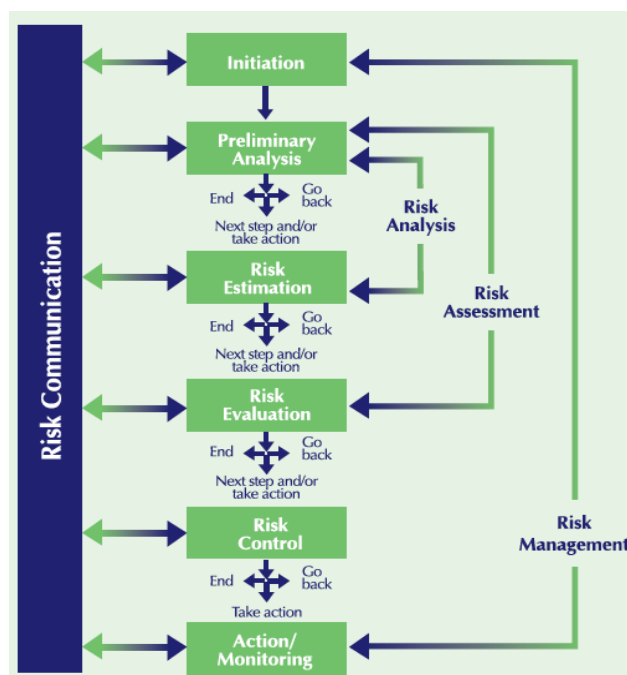 Risk Communication
Initiation
Preliminary
Analysis
End
Go
back
Next step and/or
take action
Risk
Analysis
Risk
Estimation
End
Go
back
Next step and/or
take action
Risk
Assessment
Risk
Evaluation
End
Go
back
Next step and/or
take action
Risk
Control
End
Go
back
Take action
Risk
Management
Action/
Monitoring